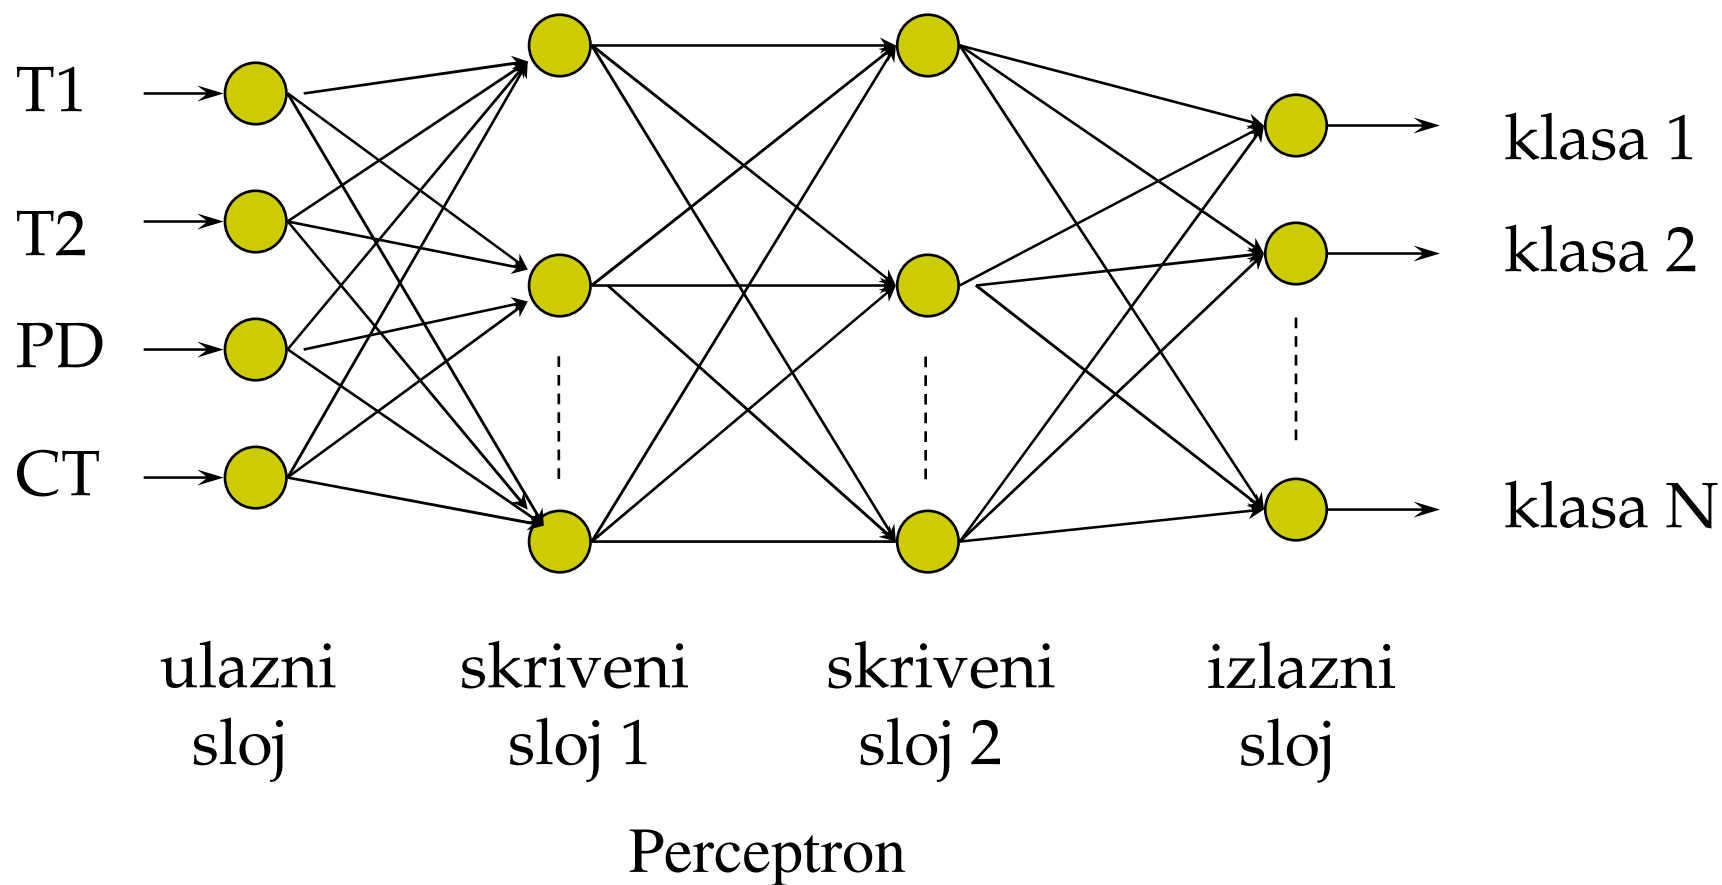 T1
T2
PD
CT
klasa 1
klasa 2
klasa N
ulazni
sloj
skriveni
sloj 1
skriveni
sloj 2
izlazni
sloj
Perceptron